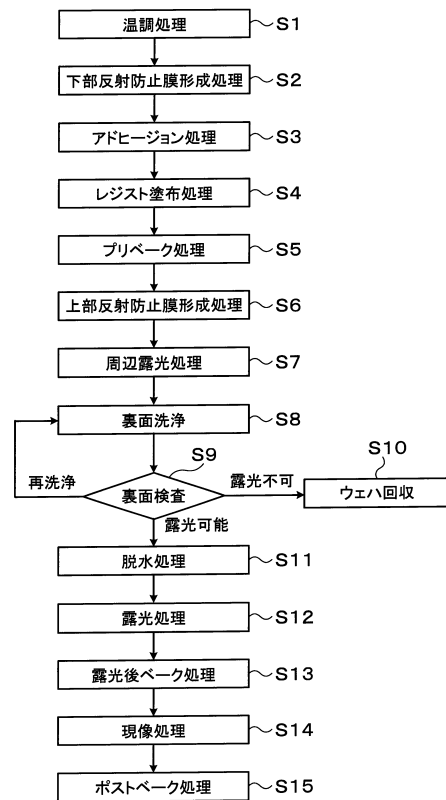 温調処理 S1
下部反射防止膜形成処理 S2
アドヒージョン処理 S3
レジスト塗布処理 S4
プリベーク処理 S5
上部反射防止膜形成処理 S6
周辺露光処理 S7
裏面洗浄 S8
裏面検査 S9
再洗浄
露光不可
ウェハ回収 S10
露光可能
脱水処理 S11
露光処理 S12
露光後ベーク処理 S13
現像処理 S14
ポストベーク処理 S15